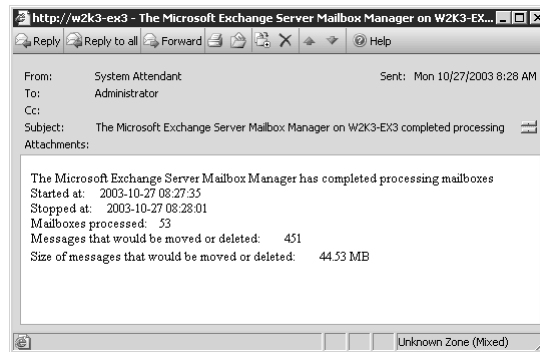 http://w2k3-ex3 - The Microsoft Exchange Server Mailbox Manager on W2K3-EX...
Reply Reply to all Forward Help
From: System Attendant Sent: Mon 10/27/2003 8:28 AM
To: Administrator
Cc:
Subject: The Microsoft Exchange Server Mailbox Manager on W2K3-EX3 completed processing
Attachments:
The Microsoft Exchange Server Mailbox Manager has completed processing mailboxes
Started at: 2003-10-27 08:27:35
Stopped at: 2003-10-27 08:28:01
Mailboxes processed: 53
Messages that would be moved or deleted: 451
Size of messages that would be moved or deleted: 44.53 MB
Unknown Zone (Mixed)